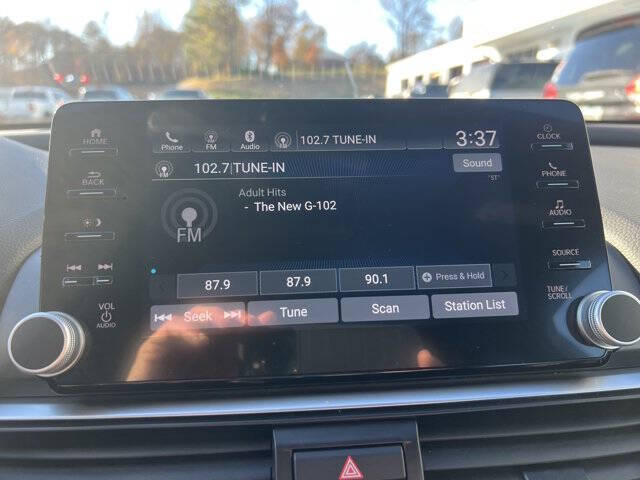 HOME
Phone FM Audio 102.7 TUNE-IN 3:37
CLOCK
FM 102.7 TUNE-IN Sound
"ST"
BACK
PHONE
Adult Hits
- The New G-102
FM
AUDIO
SOURCE
87.9 87.9 90.1 Press & Hold
Seek Tune Scan Station List
VOL
AUDIO
TUNE/
SCROLL